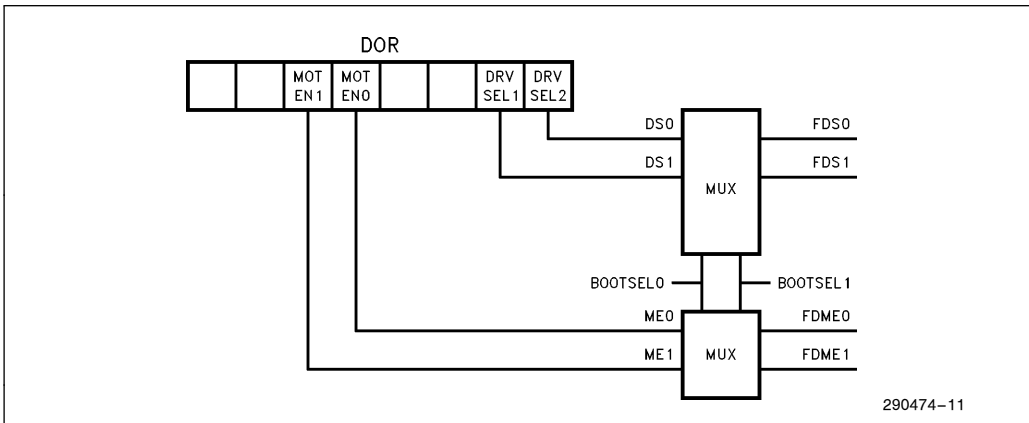 DOR
MOT EN1
MOT EN0
DRV SEL1
DRV SEL2
DS0
FDS0
DS1
FDS1
MUX
BOOTSEL0
BOOTSEL1
ME0
FDME0
ME1
MUX
FDME1
290474-11